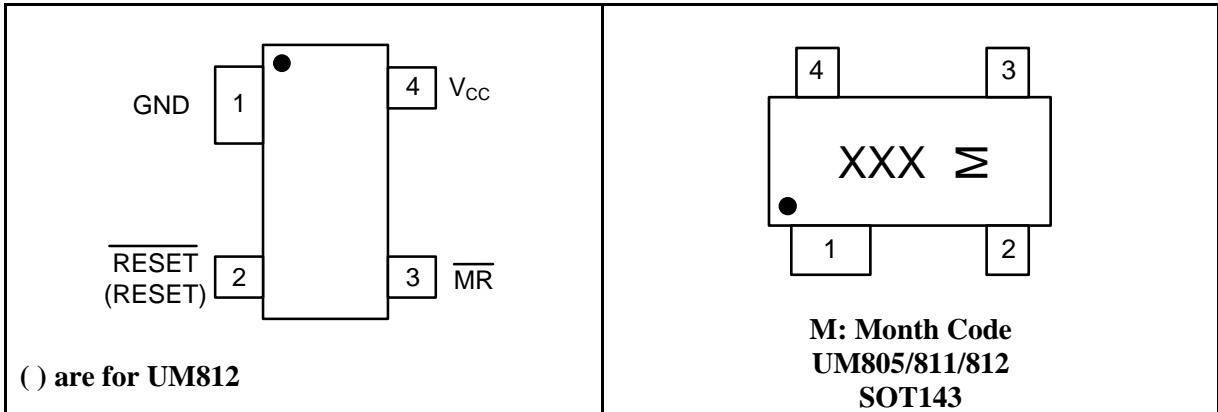 GND 1
4 V_CC
RESET
(RESET) 2
3 MR
( ) are for UM812
4 3
XXX M
1 2
M: Month Code
UM805/811/812
SOT143